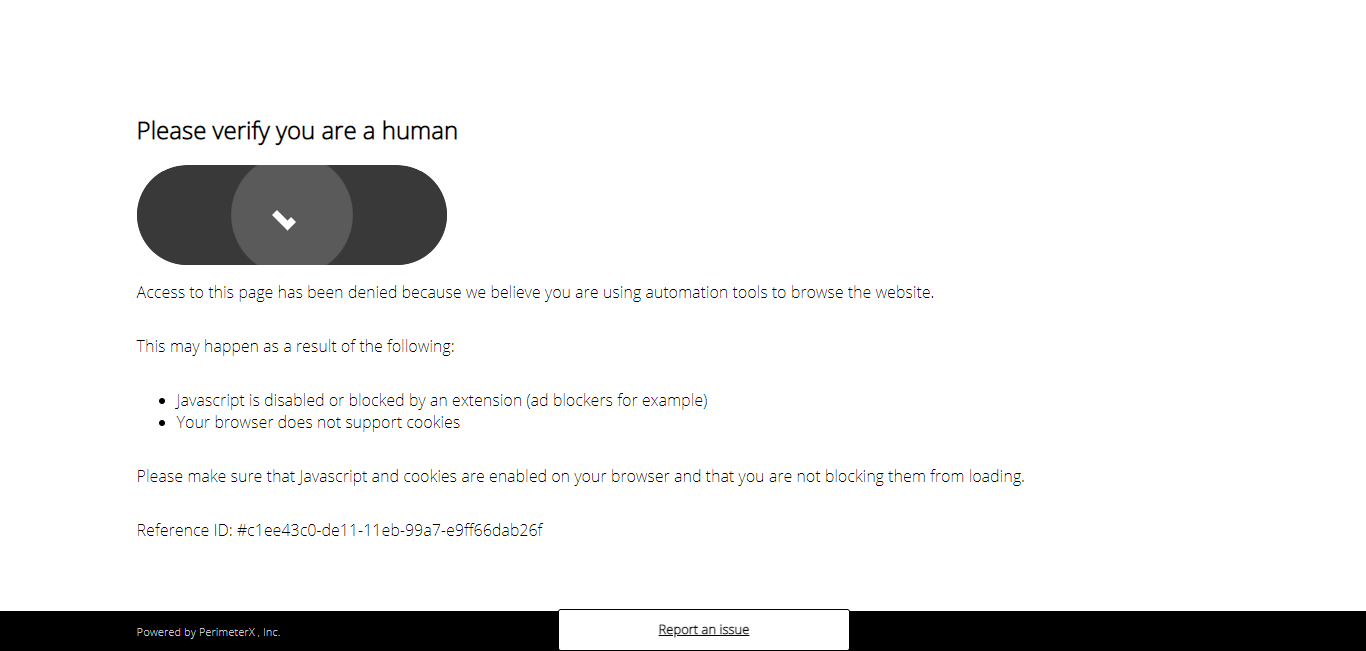 Please verify you are a human
Access to this page has been denied because we believe you are using automation tools to browse the website.
This may happen as a result of the following:
Javascript is disabled or blocked by an extension (ad blockers for example)
Your browser does not support cookies
Please make sure that Javascript and cookies are enabled on your browser and that you are not blocking them from loading.
Reference ID: #c1ee43c0-de11-11eb-99a7-e9ff66dab26f
Powered by PerimeterX , Inc.
Report an issue